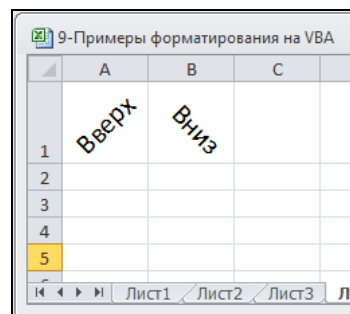 9-Примеры форматирования на VBA
A B C
1 Вверх Вниз
2
3
4
5
Лист1 Лист2 Лист3